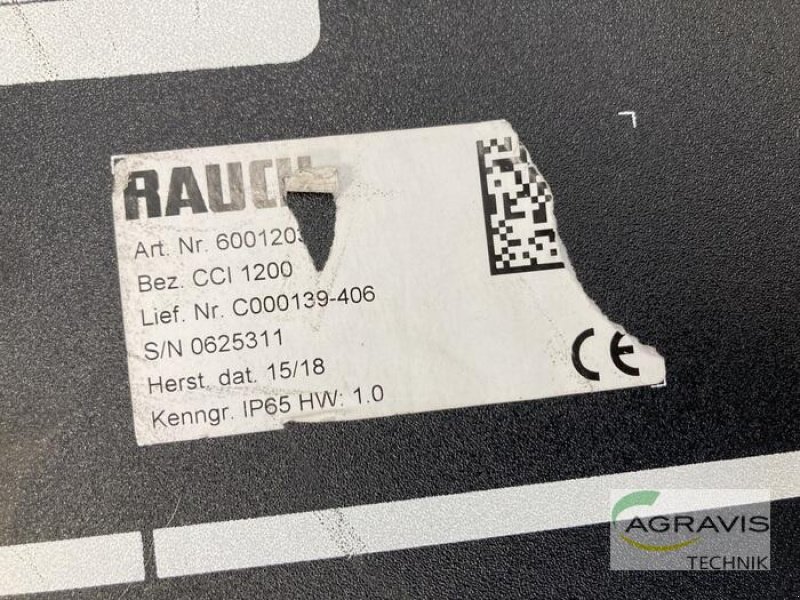 RAUCH
Art. Nr. 600120
Bez. CCI 1200
Lief. Nr. C000139-406
S/N 0625311
Herst. dat. 15/18
Kenngr. IP65 HW: 1.0
CE
AGRAVIS
TECHNIK